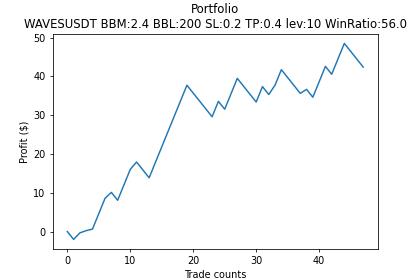 Portfolio
WAVESUSDT BBM:2.4 BBL:200 SL:0.2 TP:0.4 lev:10 WinRatio:56.0
50
40
30
20
10
0
Profit ($)
0
10
20
30
40
Trade counts